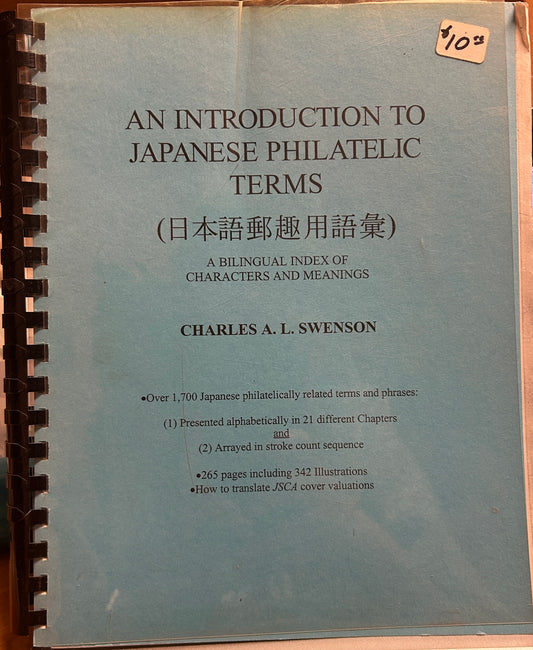 $10.75
AN INTRODUCTION TO
JAPANESE PHILATELIC
TERMS
(日本語郵趣用語彙)
A BILINGUAL INDEX OF
CHARACTERS AND MEANINGS
CHARLES A. L. SWENSON
●Over 1,700 Japanese philatelically related terms and phrases:
(1) Presented alphabetically in 21 different Chapters
and
(2) Arrayed in stroke count sequence
●265 pages including 342 Illustrations
●How to translate JSCA cover valuations